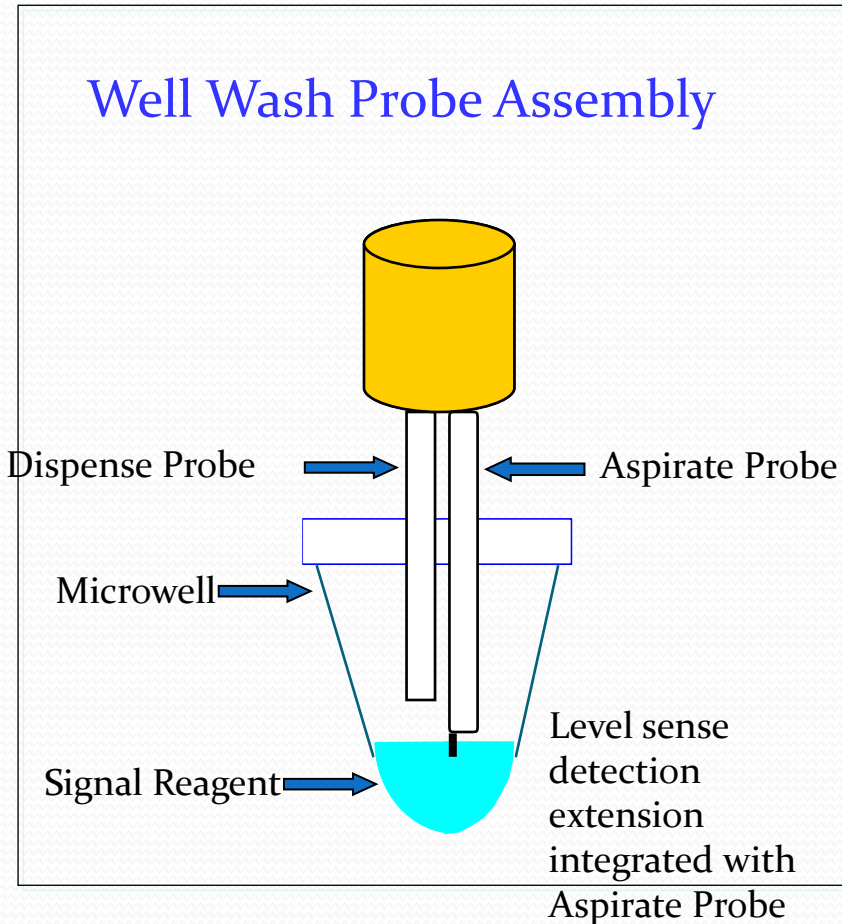 Well Wash Probe Assembly
Dispense Probe
Aspirate Probe
Microwell
Signal Reagent
Level sense
detection
extension
integrated with
Aspirate Probe